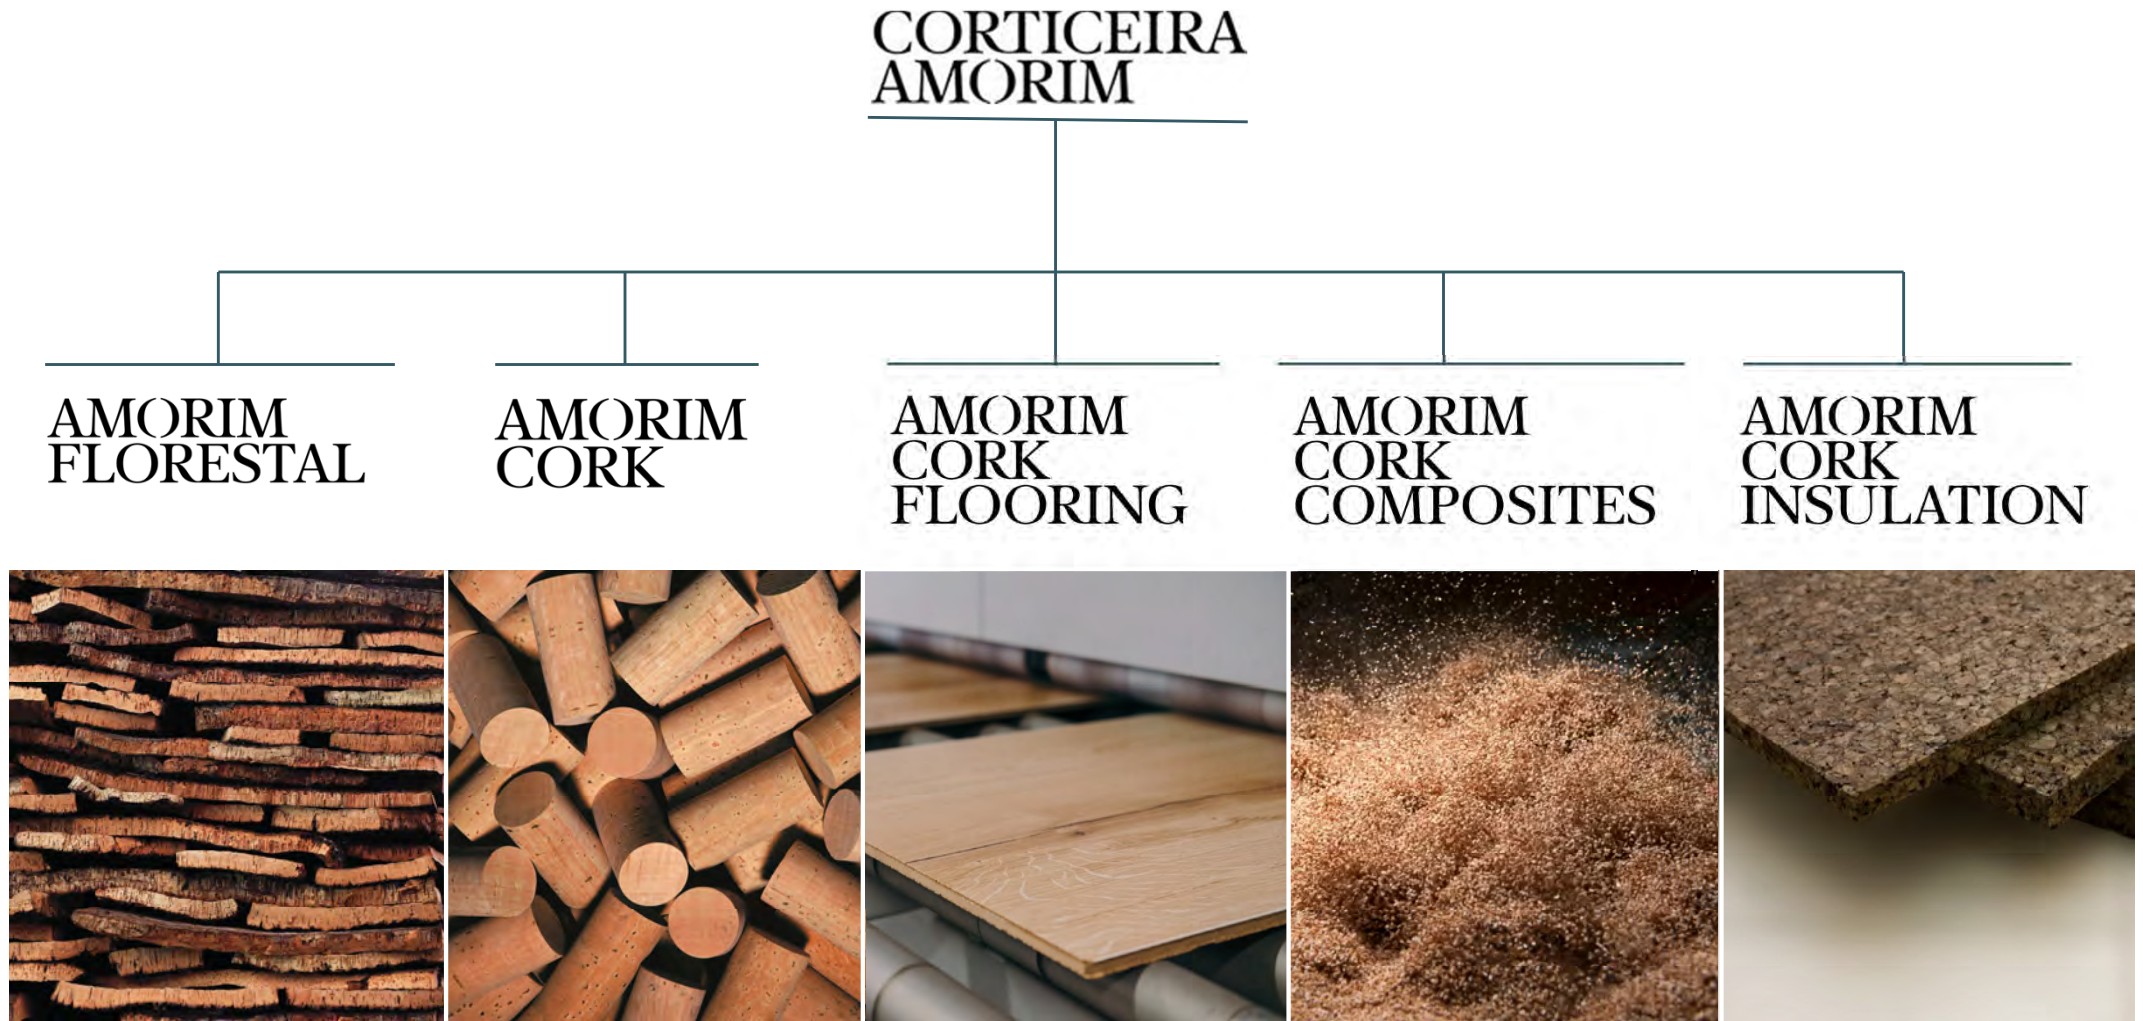 CORTICEIRA
AMORIM
AMORIM
FLORESTAL
AMORIM
CORK
AMORIM
CORK
FLOORING
AMORIM
CORK
COMPOSITES
AMORIM
CORK
INSULATION